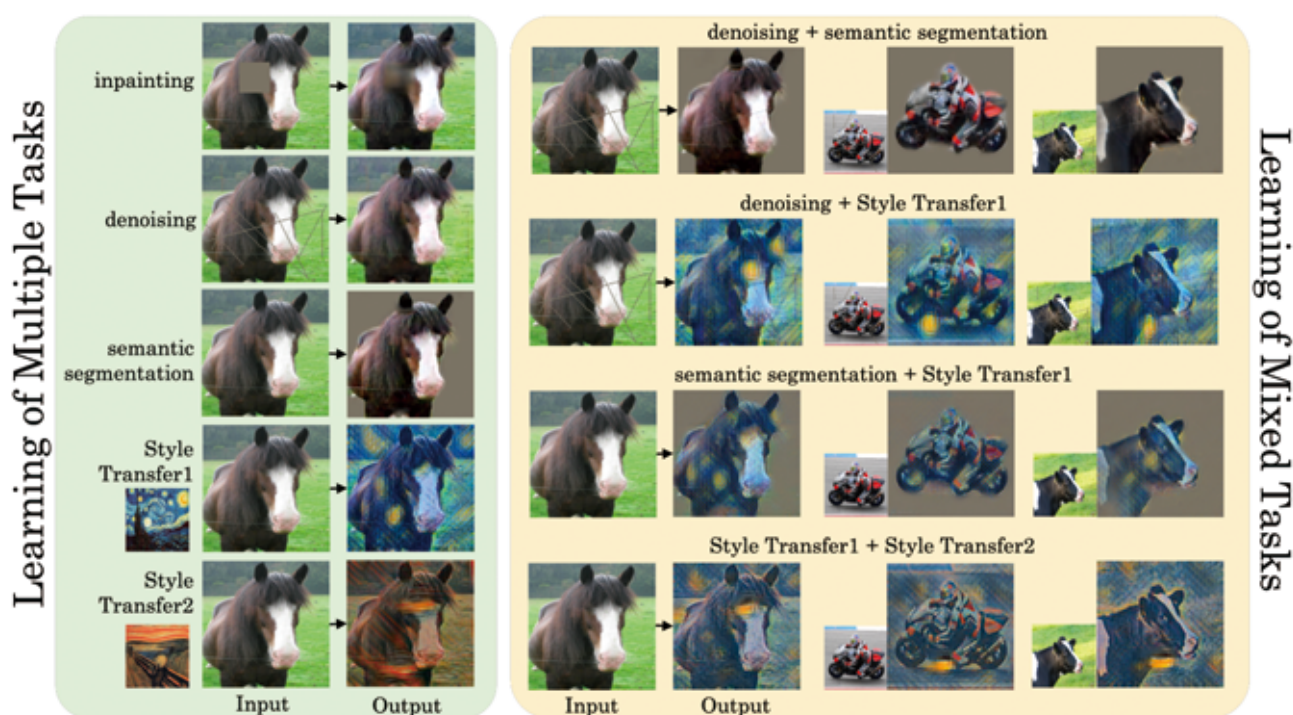 Learning of Multiple Tasks
inpainting
denoising
semantic
segmentation
Style
Transfer1
Style
Transfer2
Input
Output
denoising + semantic segmentation
denoising + Style Transfer1
semantic segmentation + Style Transfer1
Style Transfer1 + Style Transfer2
Input
Output
Learning of Mixed Tasks